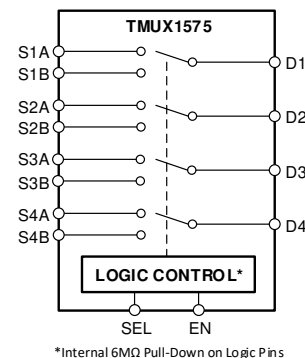 TMUX1575
S1A
D1
S1B
S2A
D2
S2B
S3A
D3
S3B
S4A
D4
S4B
LOGIC CONTROL*
SEL EN
*Internal 6MΩ Pull-Down on Logic Pins